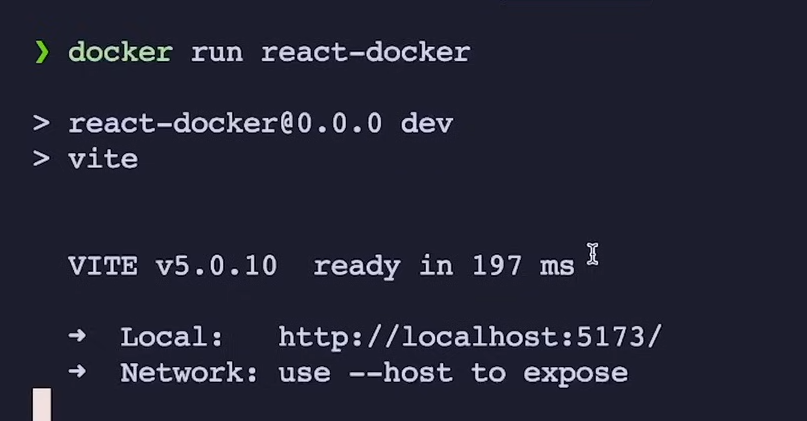 ❯ docker run react-docker
> react-docker@0.0.0 dev
> vite
VITE v5.0.10 ready in 197 ms
➜ Local: http://localhost:5173/
➜ Network: use --host to expose